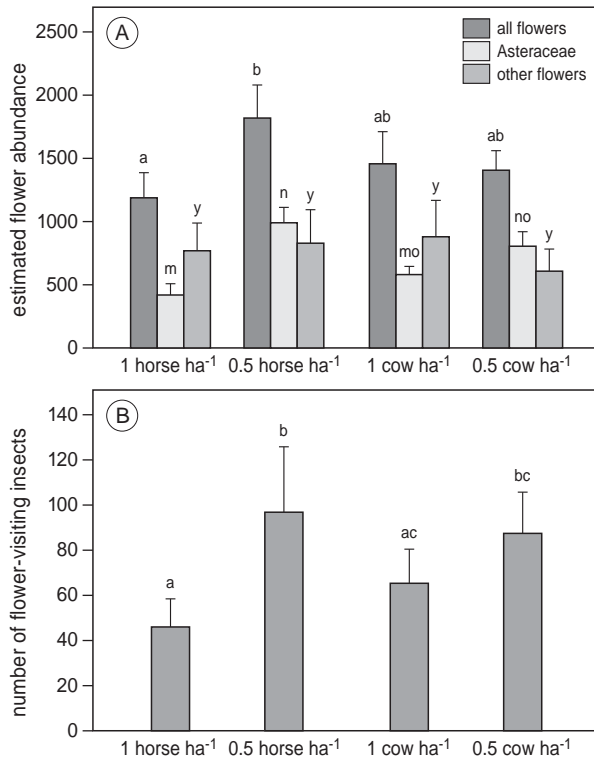 A
all flowers
Asteraceae
other flowers
estimated flower abundance
2500
2000
1500
1000
500
0
a
m
y
b
n
y
ab
mo
y
ab
no
y
1 horse ha⁻¹ 0.5 horse ha⁻¹ 1 cow ha⁻¹ 0.5 cow ha⁻¹
B
number of flower-visiting insects
140
120
100
80
60
40
20
0
a
b
ac
bc
1 horse ha⁻¹ 0.5 horse ha⁻¹ 1 cow ha⁻¹ 0.5 cow ha⁻¹